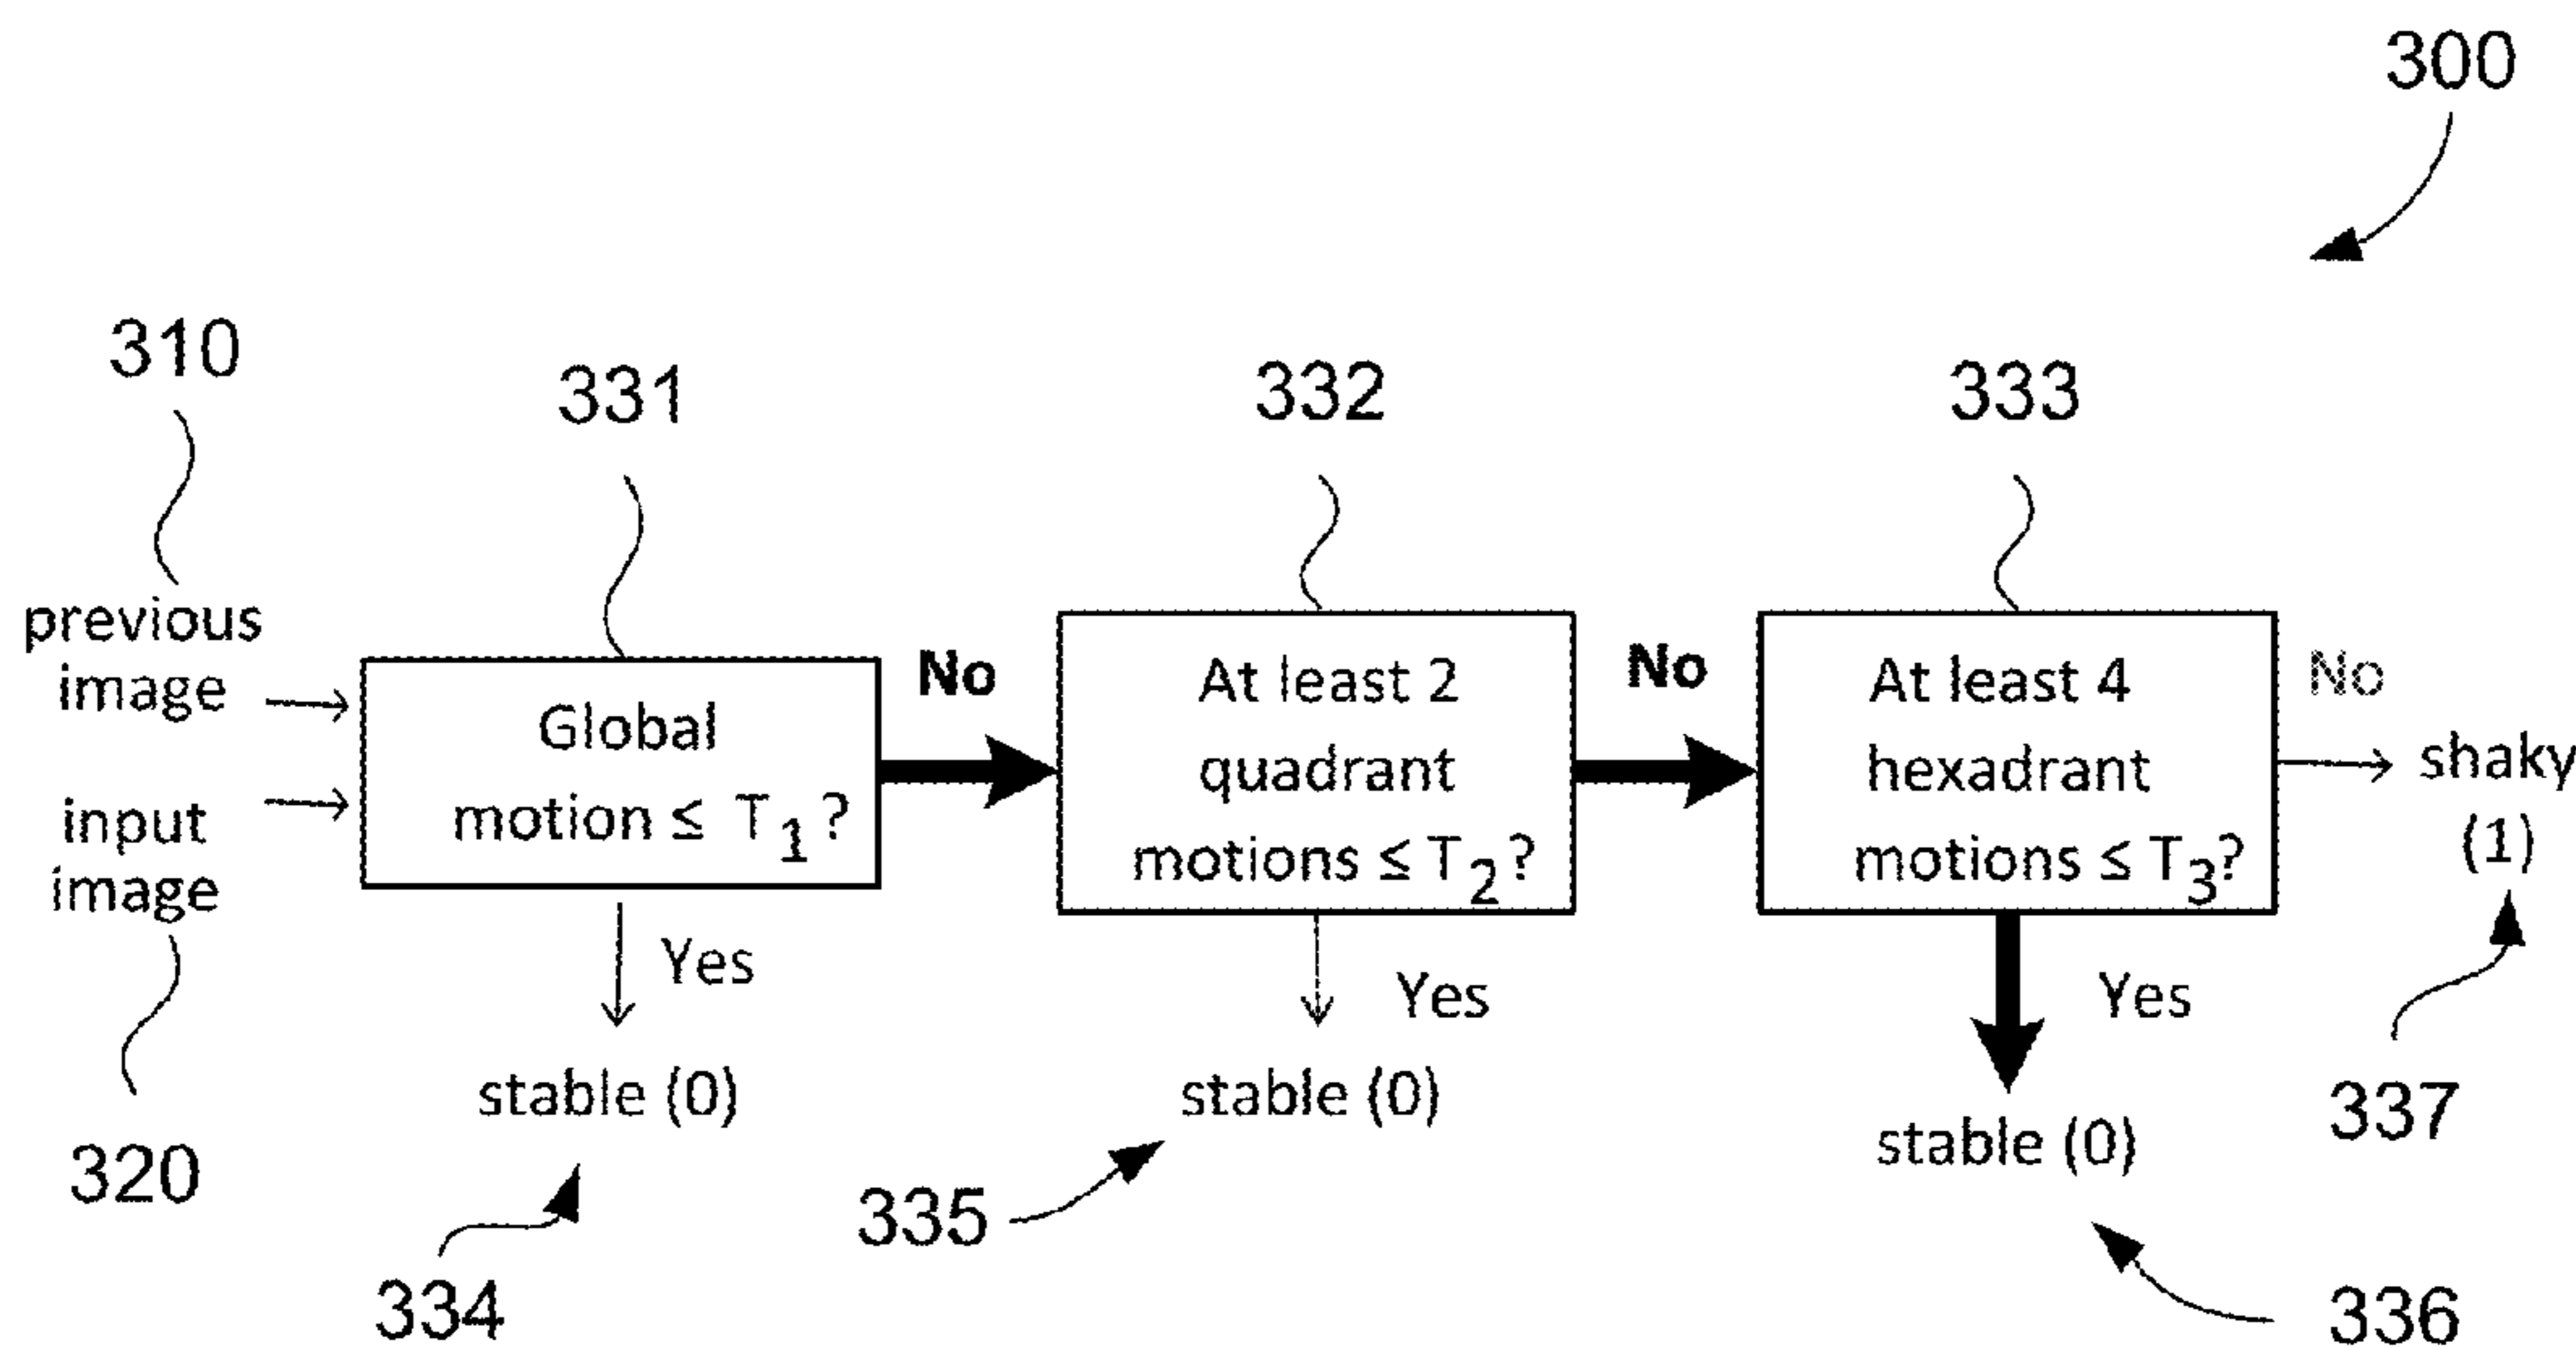 300
310
331
332
333
previous
image
input
image
320
Global
motion ≤ T1 ?
No
At least 2
quadrant
motions ≤ T2?
No
At least 4
hexadrant
motions ≤ T3?
No
shaky
(1)
Yes
stable (0)
Yes
stable (0)
Yes
stable (0)
334
335
336
337